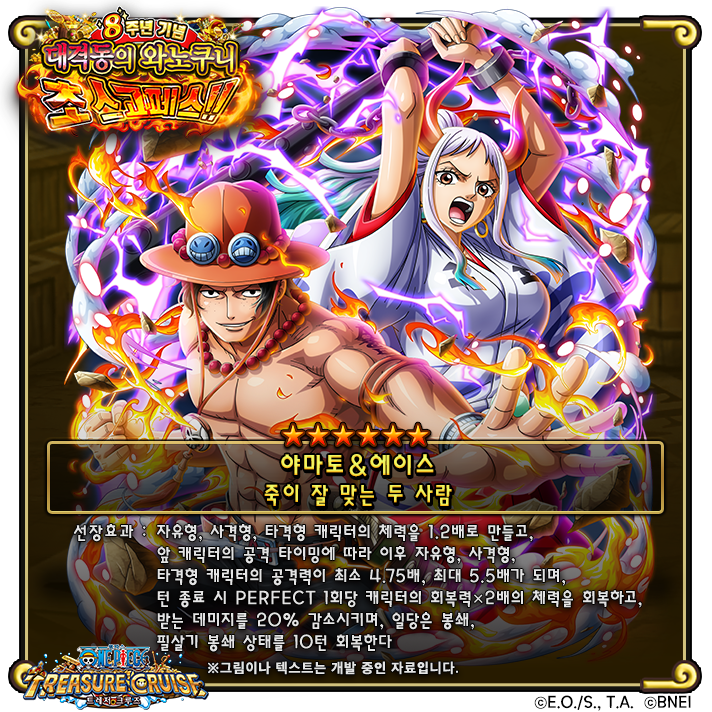 8주년 기념
대격동의 와노쿠니
초 스고페스!!
야마토&에이스
죽이 잘 맞는 두 사람
선장효과 : 자유형, 사격형, 타격형 캐릭터의 체력을 1.2배로 만들고,
앞 캐릭터의 공격 타이밍에 따라 이후 자유형, 사격형,
타격형 캐릭터의 공격력이 최소 4.75배, 최대 5.5배가 되며,
턴 종료 시 PERFECT 1회당 캐릭터의 회복력×2배의 체력을 회복하고,
받는 데미지를 20% 감소시키며, 일당은 봉쇄,
필살기 봉쇄 상태를 10턴 회복한다
※그림이나 텍스트는 개발 중인 자료입니다.
ONE PIECE
TREASURE CRUISE
트레저 크루즈
©E.O./S., T.A. ©BNEI